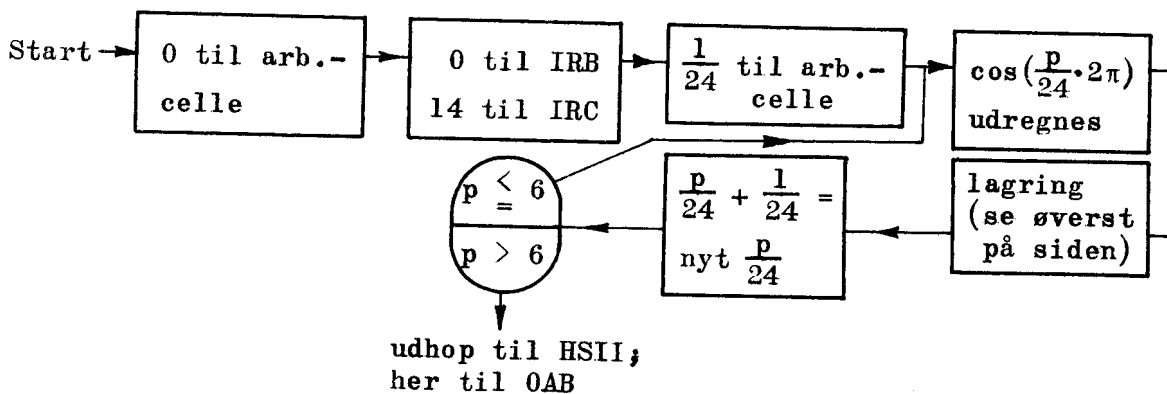 Start
0 til arb.-
celle
0 til IRB
14 til IRC
1/24 til arb.-
celle
cos(p/24·2π)
udregnes
lagring
(se øverst
på siden)
p/24 + 1/24 =
nyt p/24
p ≦ 6
p > 6
udhop til HSII;
her til OAB